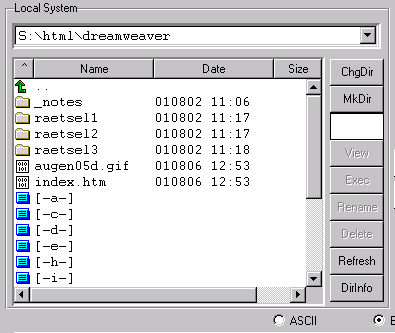 Local System
S:\html\dreamweaver
^ Name Date Size
..
_notes 010802 11:06
raetsel1 010802 11:17
raetsel2 010802 11:17
raetsel3 010802 11:18
augen05d.gif 010806 12:53
index.htm 010806 12:53
[-a-]
[-c-]
[-d-]
[-e-]
[-h-]
[-i-]
ChgDir
MkDir
View
Exec
Rename
Delete
Refresh
DirInfo
ASCII